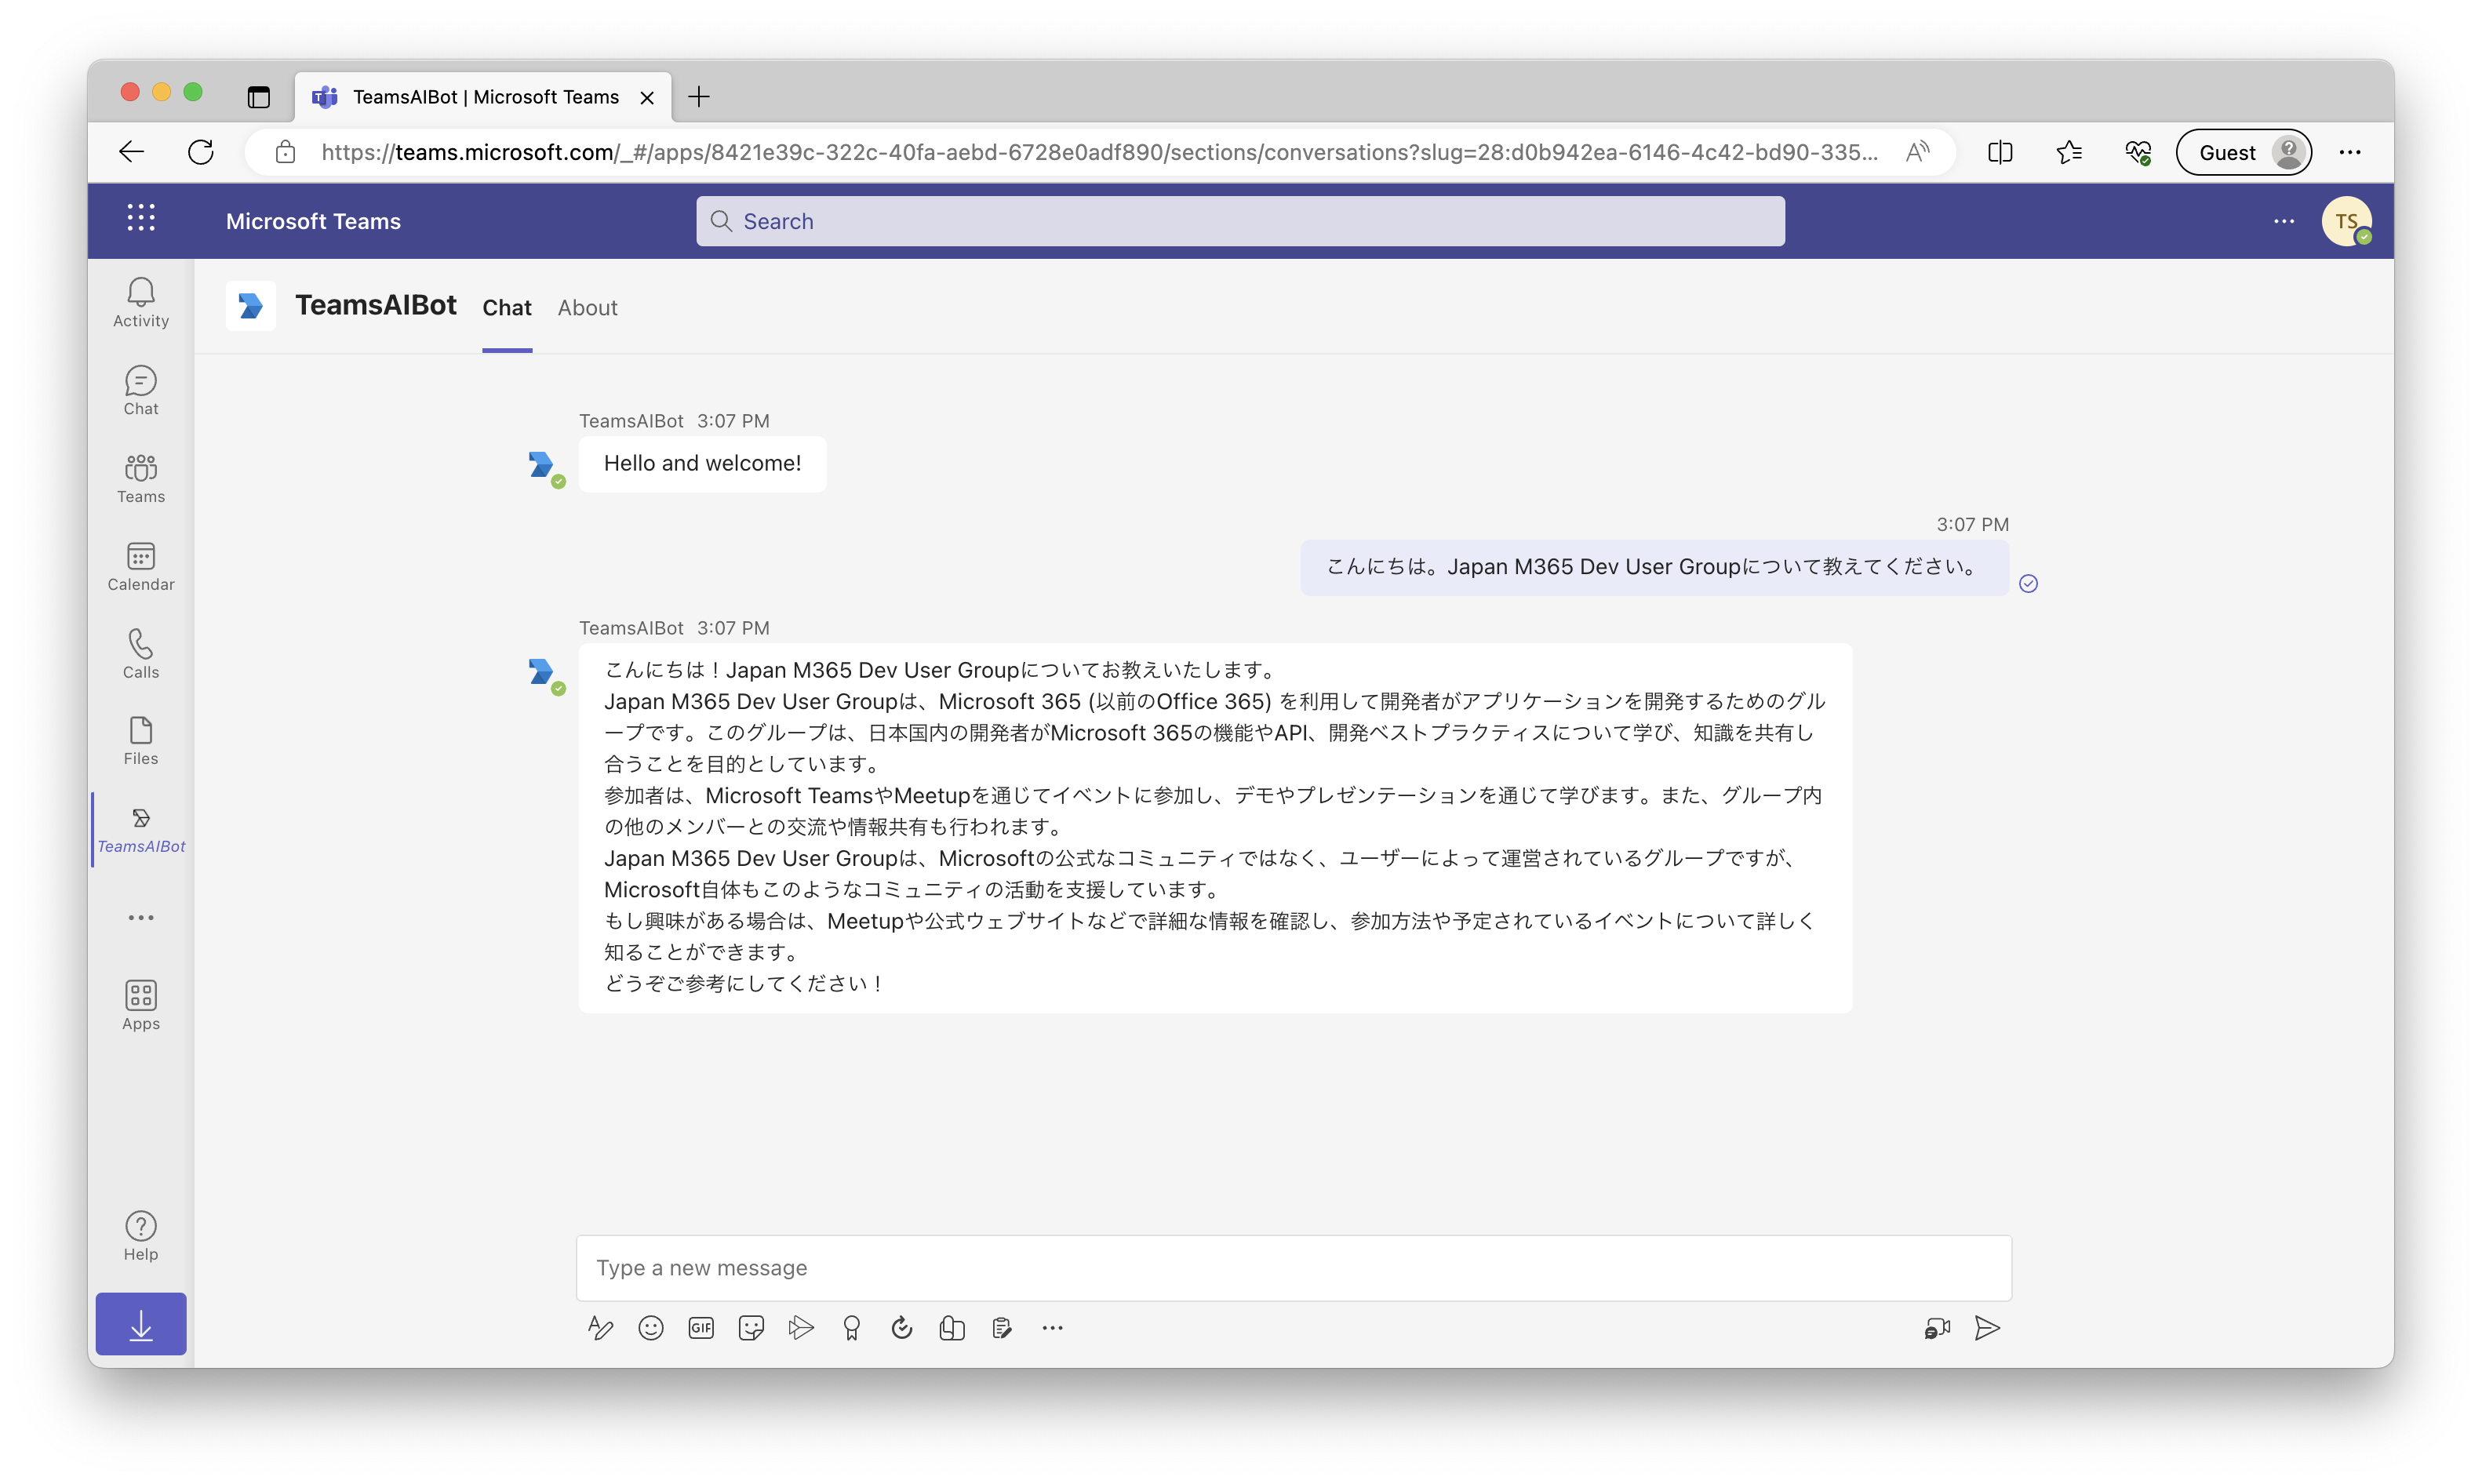 TeamsAIBot | Microsoft Teams
https://teams.microsoft.com/_#/apps/8421e39c-322c-40fa-aebd-6728e0adf890/sections/conversations?slug=28:d0b942ea-6146-4c42-bd90-335...
Guest
Microsoft Teams
Search
TS
Activity
Chat
Teams
Calendar
Calls
Files
TeamsAIBot
Apps
Help
TeamsAIBot Chat About
TeamsAIBot 3:07 PM
Hello and welcome!
3:07 PM
こんにちは。Japan M365 Dev User Groupについて教えてください。
TeamsAIBot 3:07 PM
こんにちは！Japan M365 Dev User Groupについてお教えいたします。
Japan M365 Dev User Groupは、Microsoft 365 (以前のOffice 365) を利用して開発者がアプリケーションを開発するためのグル
ープです。このグループは、日本国内の開発者がMicrosoft 365の機能やAPI、開発ベストプラクティスについて学び、知識を共有し
合うことを目的としています。
参加者は、Microsoft TeamsやMeetupを通じてイベントに参加し、デモやプレゼンテーションを通じて学びます。また、グループ内
の他のメンバーとの交流や情報共有も行われます。
Japan M365 Dev User Groupは、Microsoftの公式なコミュニティではなく、ユーザーによって運営されているグループですが、
Microsoft自体もこのようなコミュニティの活動を支援しています。
もし興味がある場合は、Meetupや公式ウェブサイトなどで詳細な情報を確認し、参加方法や予定されているイベントについて詳しく
知ることができます。
どうぞご参考にしてください！
Type a new message
GIF